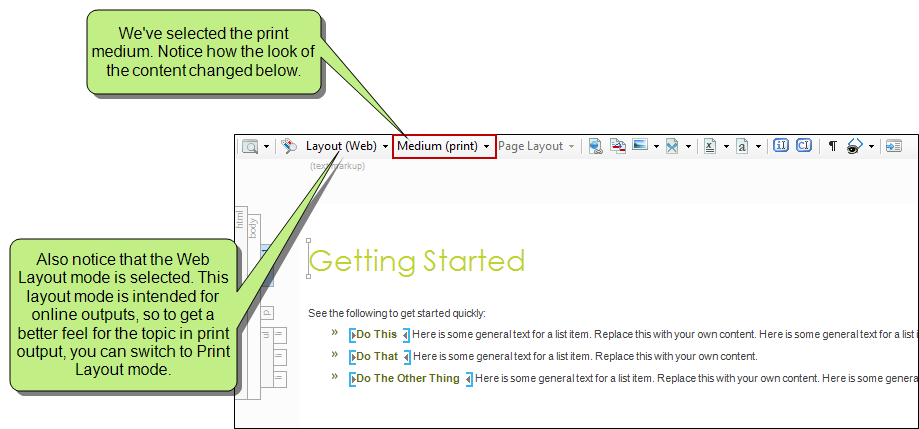 We've selected the print
medium. Notice how the look of
the content changed below.
Layout (Web)
Medium (print)
Page Layout
(text markup)
html
body
Also notice that the Web
Layout mode is selected. This
layout mode is intended for
online outputs, so to get a
better feel for the topic in print
output, you can switch to Print
Layout mode.
Getting Started
p
See the following to get started quickly:
ul
li
» Do This Here is some general text for a list item. Replace this with your own content. Here is some general text for a list i
li
» Do That Here is some general text for a list item. Replace this with your own content.
li
» Do The Other Thing Here is some general text for a list item. Replace this with your own content. Here is some genera